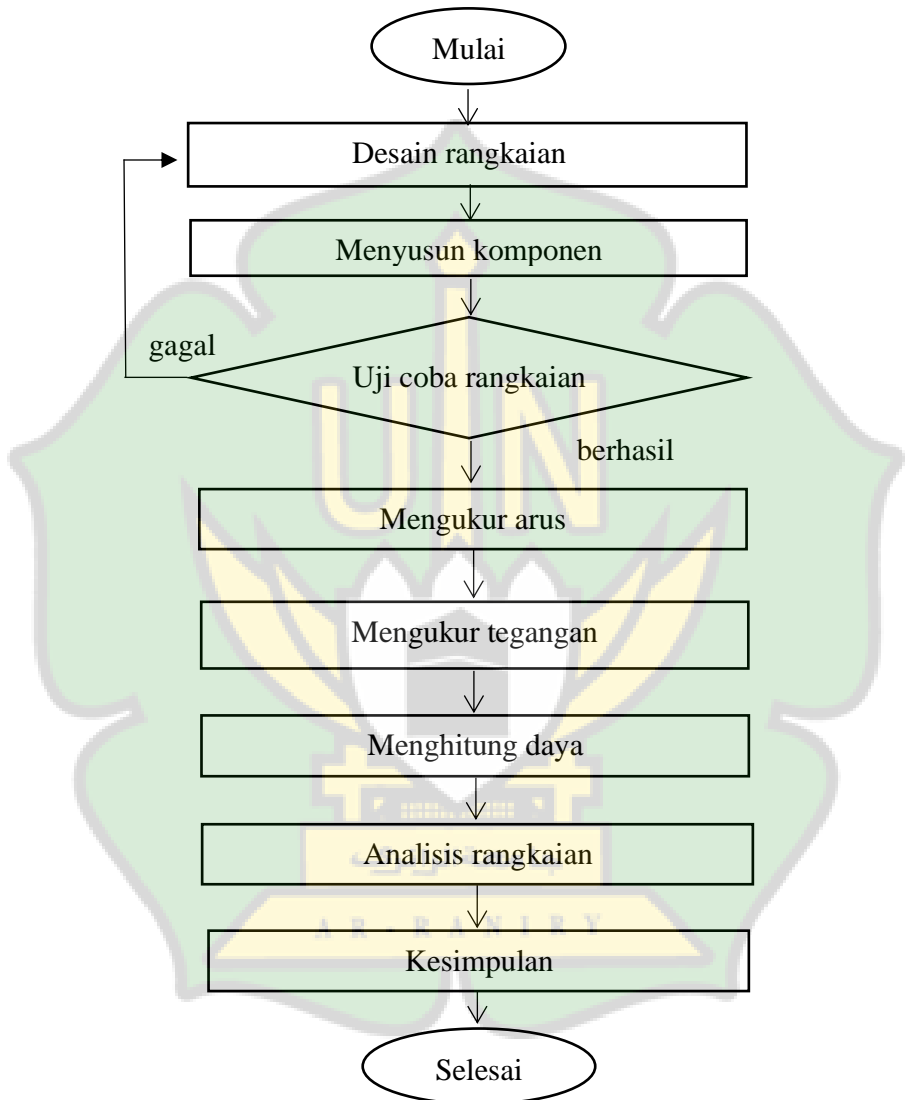 Mulai
Desain rangkaian
Menyusun komponen
gagal
Uji coba rangkaian
berhasil
UIN
Mengukur arus
Mengukur tegangan
Menghitung daya
Analisis rangkaian
AR-RANIRY
Kesimpulan
Selesai